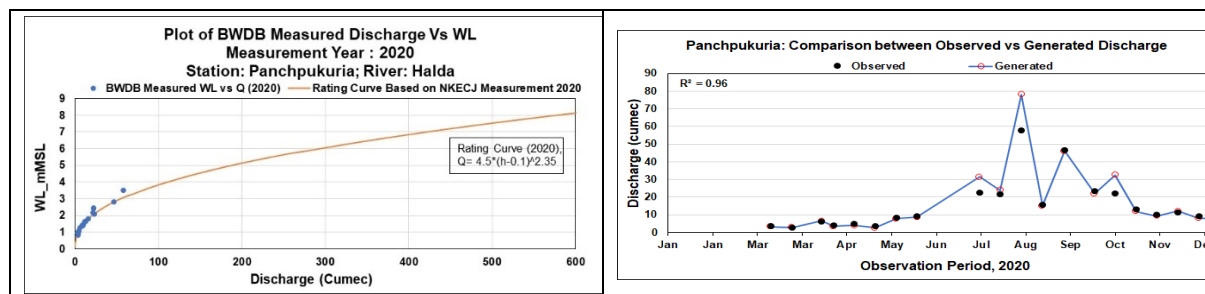 Plot of BWDB Measured Discharge Vs WL
Measurement Year : 2020
Station: Panchpukuria; River: Halda
BWDB Measured WL vs Q (2020) Rating Curve Based on NKECJ Measurement 2020
9
8
7
6
5
4
3
2
1
0
WL_mMSL
Rating Curve (2020),
Q= 4.5*(h-0.1)^2.35
0 100 200 300 400 500 600
Discharge (Cumec)
Panchpukuria: Comparison between Observed vs Generated Discharge
Observed Generated
R² = 0.96
90
80
70
60
50
40
30
20
10
0
Discharge (cumec)
Jan Jan Mar Mar Apr May Jun Jul Aug Sep Oct Nov De
Observation Period, 2020